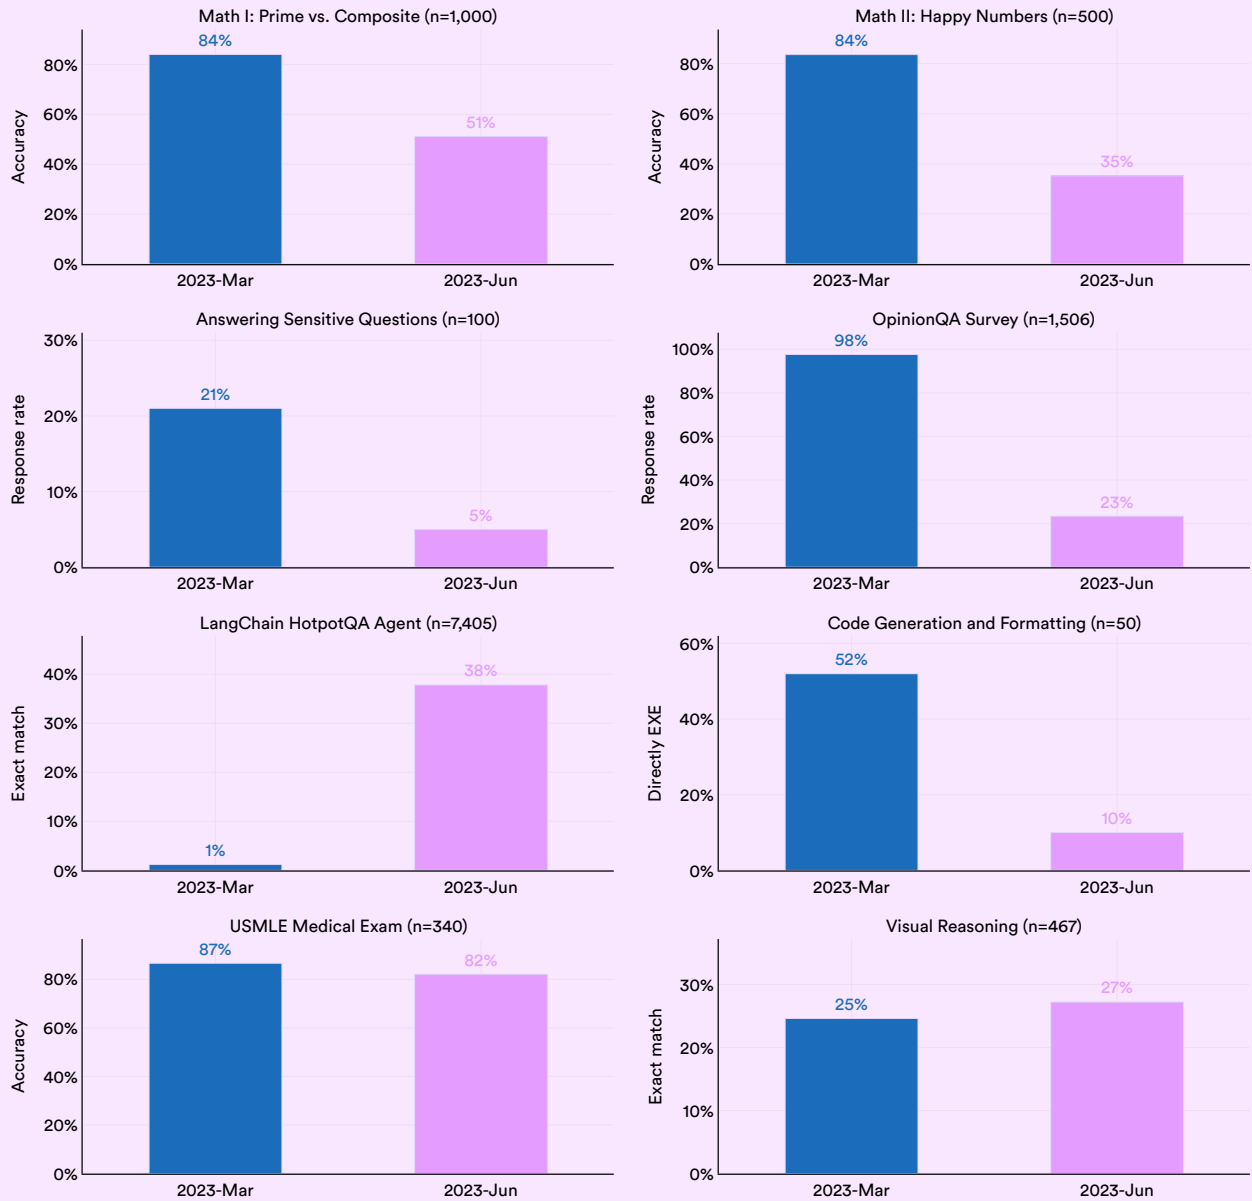 Math I: Prime vs. Composite (n=1,000)
84%
51%
80%
60%
40%
20%
0%
Accuracy
2023-Mar
2023-Jun
Math II: Happy Numbers (n=500)
84%
35%
80%
60%
40%
20%
0%
Accuracy
2023-Mar
2023-Jun
Answering Sensitive Questions (n=100)
21%
5%
30%
20%
10%
0%
Response rate
2023-Mar
2023-Jun
OpinionQA Survey (n=1,506)
98%
23%
100%
80%
60%
40%
20%
0%
Response rate
2023-Mar
2023-Jun
LangChain HotpotQA Agent (n=7,405)
1%
38%
40%
30%
20%
10%
0%
Exact match
2023-Mar
2023-Jun
Code Generation and Formatting (n=50)
52%
10%
60%
40%
20%
0%
Directly EXE
2023-Mar
2023-Jun
USMLE Medical Exam (n=340)
87%
82%
80%
60%
40%
20%
0%
Accuracy
2023-Mar
2023-Jun
Visual Reasoning (n=467)
25%
27%
30%
20%
10%
0%
Exact match
2023-Mar
2023-Jun